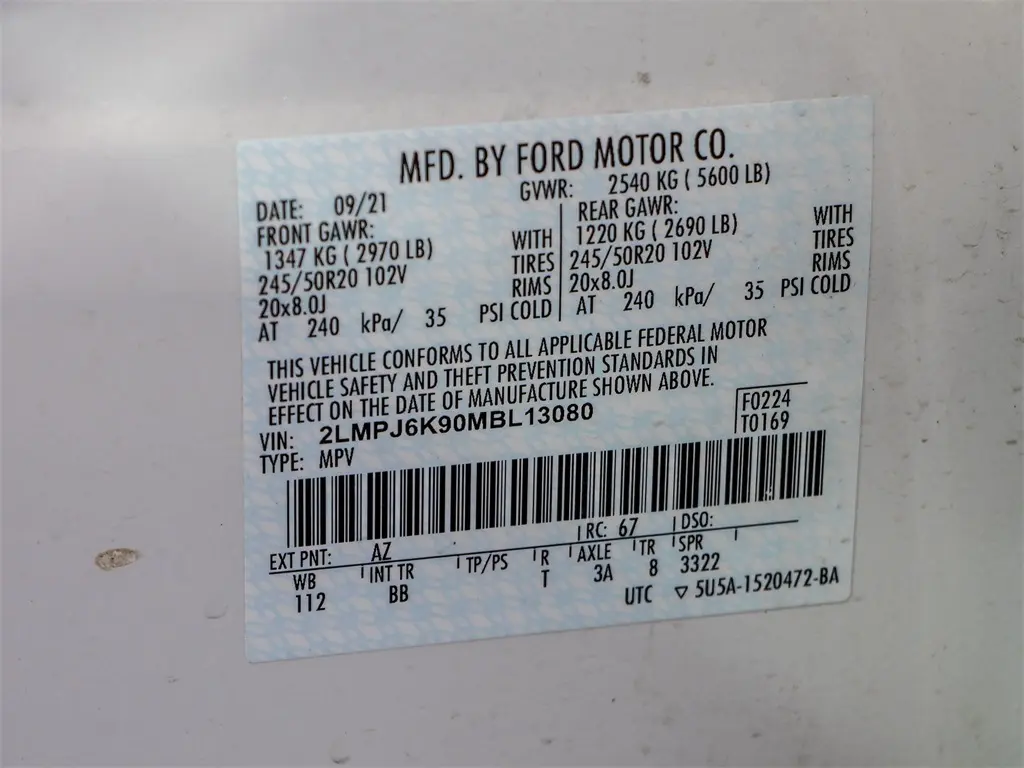 MFD. BY FORD MOTOR CO.
DATE: 09/21 GVWR: 2540 KG ( 5600 LB)
FRONT GAWR: REAR GAWR:
1347 KG ( 2970 LB) WITH 1220 KG ( 2690 LB) WITH
245/50R20 102V TIRES 245/50R20 102V TIRES
20x8.0J RIMS 20x8.0J RIMS
AT 240 kPa/ 35 PSI COLD AT 240 kPa/ 35 PSI COLD
THIS VEHICLE CONFORMS TO ALL APPLICABLE FEDERAL MOTOR
VEHICLE SAFETY AND THEFT PREVENTION STANDARDS IN
EFFECT ON THE DATE OF MANUFACTURE SHOWN ABOVE.
VIN: 2LMPJ6K90MBL13080 F0224
TYPE: MPV T0169
EXT PNT: AZ RC: 67 DSO:
WB INT TR TP/PS R AXLE TR SPR
112 BB T 3A 8 3322
UTC ▽ 5U5A-1520472-BA